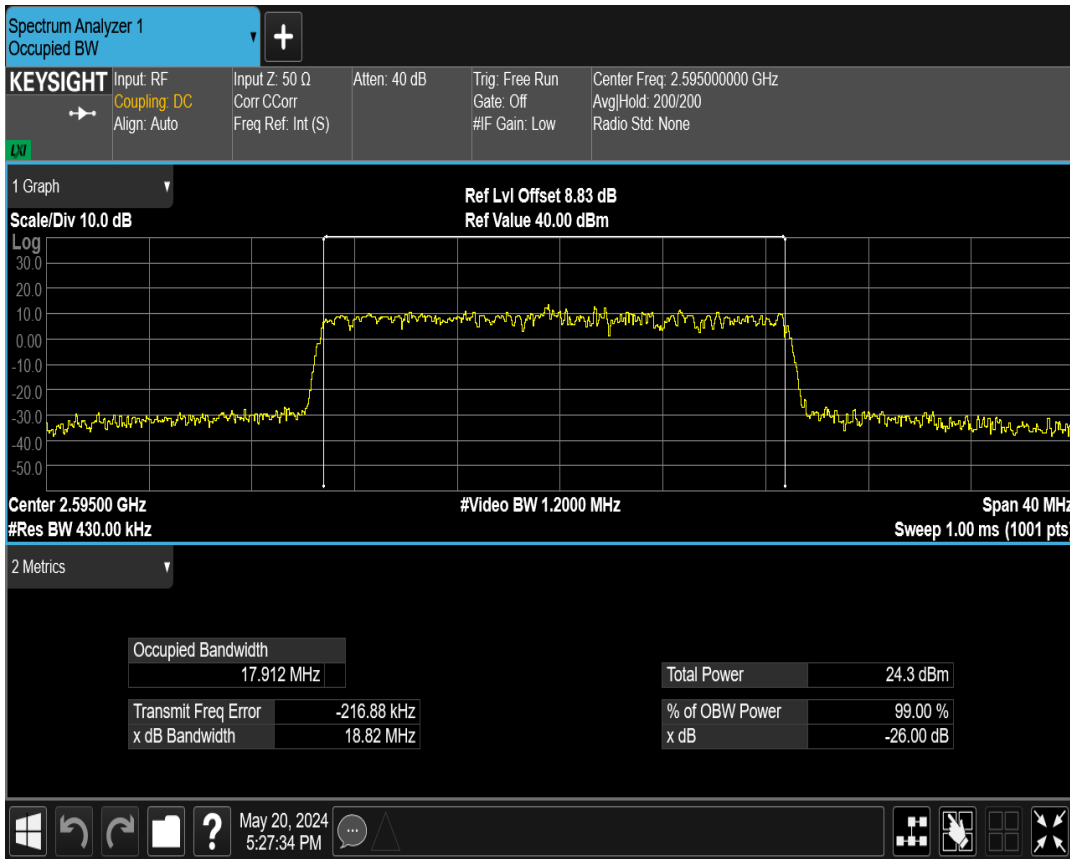 Spectrum Analyzer 1
Occupied BW
+
KEYSIGHT
LXI
Input: RF
Coupling: DC
Align: Auto
Input Z: 50 Ω
Corr CCorr
Freq Ref: Int (S)
Atten: 40 dB
Trig: Free Run
Gate: Off
#IF Gain: Low
Center Freq: 2.595000000 GHz
Avg|Hold: 200/200
Radio Std: None
1 Graph
Scale/Div 10.0 dB
Ref Lvl Offset 8.83 dB
Ref Value 40.00 dBm
Log
30.0
20.0
10.0
0.00
-10.0
-20.0
-30.0
-40.0
-50.0
Center 2.59500 GHz
#Video BW 1.2000 MHz
Span 40 MHz
#Res BW 430.00 kHz
Sweep 1.00 ms (1001 pts)
2 Metrics
Occupied Bandwidth
17.912 MHz
Transmit Freq Error -216.88 kHz
x dB Bandwidth 18.82 MHz
Total Power 24.3 dBm
% of OBW Power 99.00 %
x dB -26.00 dB
?
May 20, 2024
5:27:34 PM